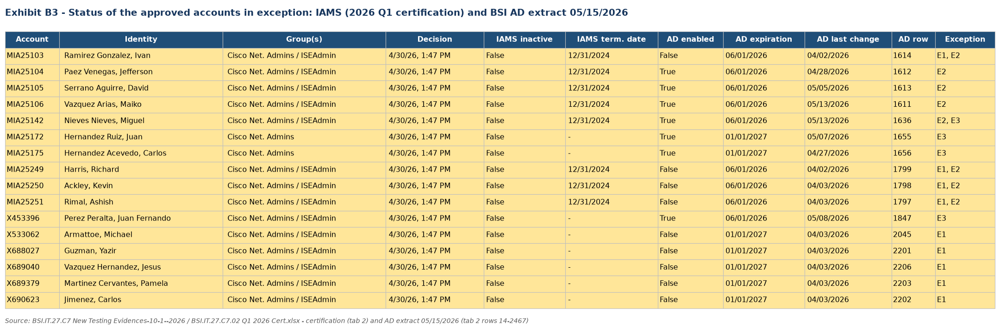 Exhibit B3 - Status of the approved accounts in exception: IAMS (2026 Q1 certification) and BSI AD extract 05/15/2026
Account Identity Group(s) Decision IAMS inactive IAMS term. date AD enabled AD expiration AD last change AD row Exception
MIA25103 Ramirez Gonzalez, Ivan Cisco Net. Admins / ISEAdmin 4/30/26, 1:47 PM False 12/31/2024 False 06/01/2026 04/02/2026 1614 E1, E2
MIA25104 Paez Venegas, Jefferson Cisco Net. Admins / ISEAdmin 4/30/26, 1:47 PM False 12/31/2024 True 06/01/2026 04/28/2026 1612 E2
MIA25105 Serrano Aguirre, David Cisco Net. Admins / ISEAdmin 4/30/26, 1:47 PM False 12/31/2024 True 06/01/2026 05/05/2026 1613 E2
MIA25106 Vazquez Arias, Maiko Cisco Net. Admins / ISEAdmin 4/30/26, 1:47 PM False 12/31/2024 True 06/01/2026 05/13/2026 1611 E2
MIA25142 Nieves Nieves, Miguel Cisco Net. Admins / ISEAdmin 4/30/26, 1:47 PM False 12/31/2024 True 06/01/2026 05/13/2026 1636 E2, E3
MIA25172 Hernandez Ruiz, Juan Cisco Net. Admins 4/30/26, 1:47 PM False - True 01/01/2027 05/07/2026 1655 E3
MIA25175 Hernandez Acevedo, Carlos Cisco Net. Admins 4/30/26, 1:47 PM False - True 01/01/2027 04/27/2026 1656 E3
MIA25249 Harris, Richard Cisco Net. Admins / ISEAdmin 4/30/26, 1:47 PM False 12/31/2024 False 06/01/2026 04/02/2026 1799 E1, E2
MIA25250 Ackley, Kevin Cisco Net. Admins / ISEAdmin 4/30/26, 1:47 PM False 12/31/2024 False 06/01/2026 04/03/2026 1798 E1, E2
MIA25251 Rimal, Ashish Cisco Net. Admins / ISEAdmin 4/30/26, 1:47 PM False 12/31/2024 False 06/01/2026 04/03/2026 1797 E1, E2
X453396 Perez Peralta, Juan Fernando Cisco Net. Admins / ISEAdmin 4/30/26, 1:47 PM False - True 06/01/2026 05/08/2026 1847 E3
X533062 Armattoe, Michael Cisco Net. Admins / ISEAdmin 4/30/26, 1:47 PM False - False 01/01/2027 04/03/2026 2045 E1
X688027 Guzman, Yazir Cisco Net. Admins / ISEAdmin 4/30/26, 1:47 PM False - False 01/01/2027 04/03/2026 2201 E1
X689040 Vazquez Hernandez, Jesus Cisco Net. Admins / ISEAdmin 4/30/26, 1:47 PM False - False 01/01/2027 04/03/2026 2206 E1
X689379 Martinez Cervantes, Pamela Cisco Net. Admins / ISEAdmin 4/30/26, 1:47 PM False - False 01/01/2027 04/03/2026 2203 E1
X690623 Jimenez, Carlos Cisco Net. Admins / ISEAdmin 4/30/26, 1:47 PM False - False 01/01/2027 04/03/2026 2202 E1
Source: BSI.IT.27.C7 New Testing Evidences-10-1--2026 / BSI.IT.27.C7.02 Q1 2026 Cert.xlsx - certification (tab 2) and AD extract 05/15/2026 (tab 2 rows 14-2467)